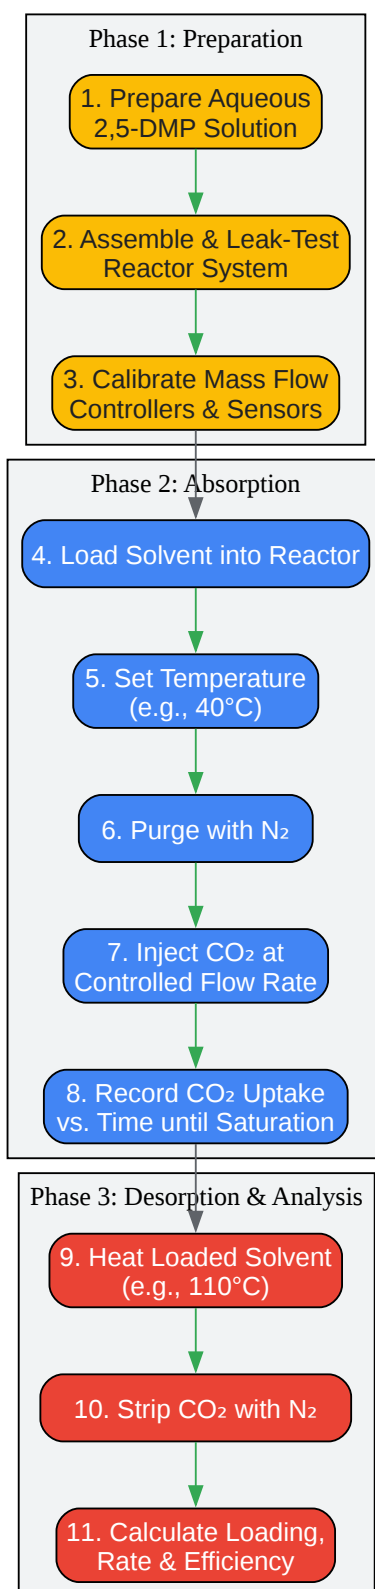 Phase 1: Preparation
1. Prepare Aqueous
2,5-DMP Solution
2. Assemble & Leak-Test
Reactor System
3. Calibrate Mass Flow
Controllers & Sensors
Phase 2: Absorption
4. Load Solvent into Reactor
5. Set Temperature
(e.g., 40°C)
6. Purge with N₂
7. Inject CO₂ at
Controlled Flow Rate
8. Record CO₂ Uptake
vs. Time until Saturation
Phase 3: Desorption & Analysis
9. Heat Loaded Solvent
(e.g., 110°C)
10. Strip CO₂ with N₂
11. Calculate Loading,
Rate & Efficiency